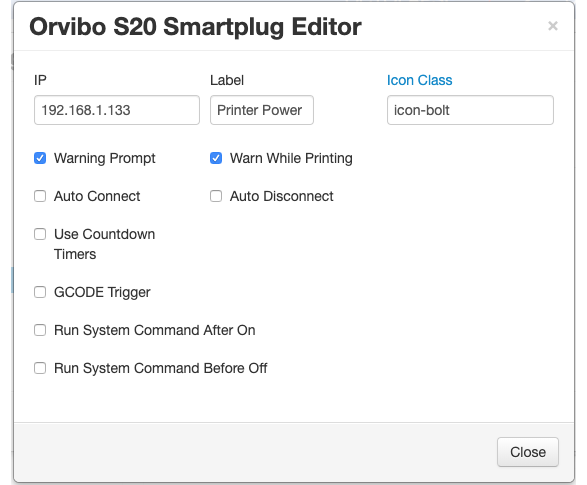 Orvibo S20 Smartplug Editor
×
IP Label Icon Class
192.168.1.133 Printer Power icon-bolt
Warning Prompt Warn While Printing
Auto Connect Auto Disconnect
Use Countdown
Timers
GCODE Trigger
Run System Command After On
Run System Command Before Off
Close